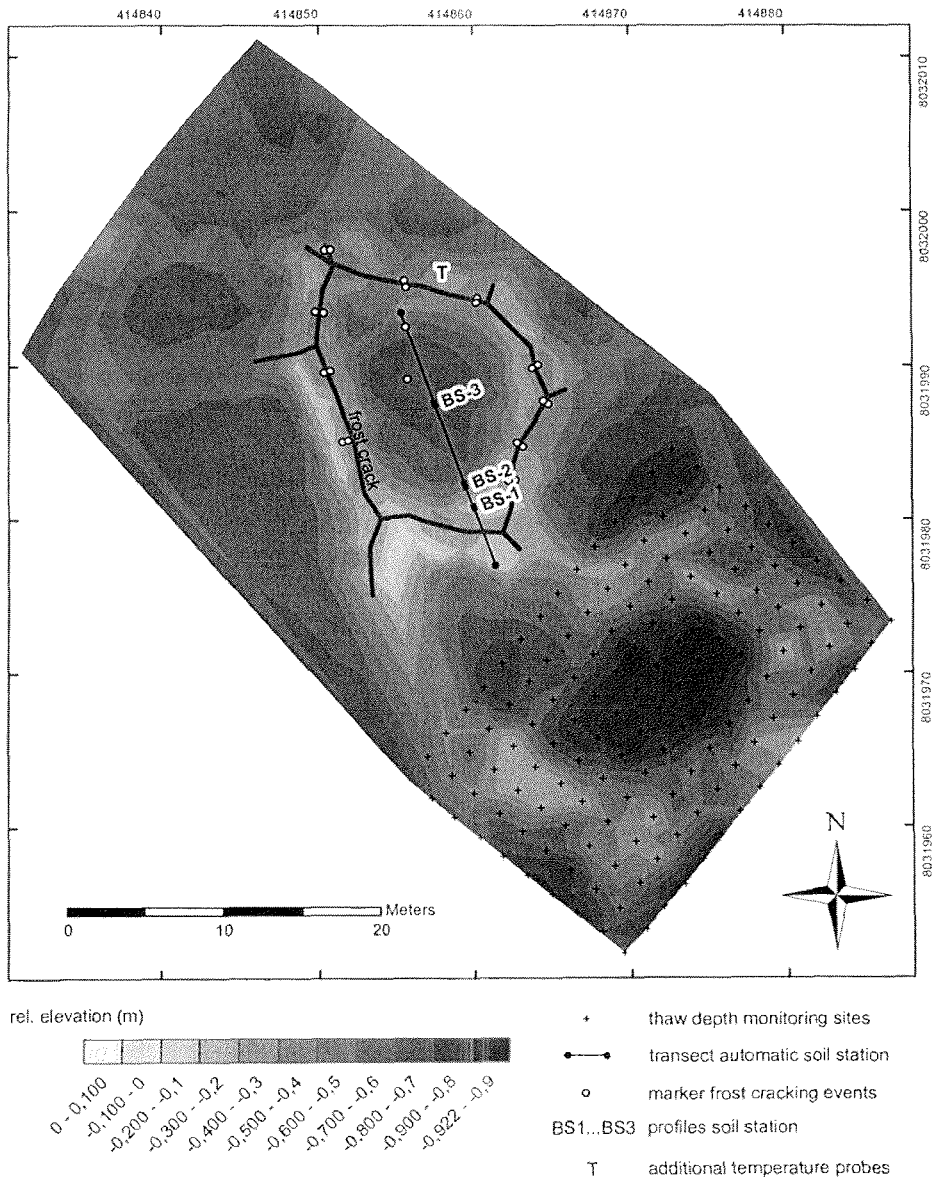 414840 414850 414860 414870 414880
8032010
8032000
8031990
8031980
8031970
8031960
T
BS-3
BS-2
BS-1
frost crack
N
Meters
0 10 20
rel. elevation (m)
0 - 0,100
-0,100 - 0
-0,200 - -0,1
-0,300 - -0,2
-0,400 - -0,3
-0,500 - -0,4
-0,600 - -0,5
-0,700 - -0,6
-0,800 - -0,7
-0,900 - -0,8
-0,922 - -0,9
thaw depth monitoring sites
transect automatic soil station
marker frost cracking events
BS1...BS3 profiles soil station
T additional temperature probes